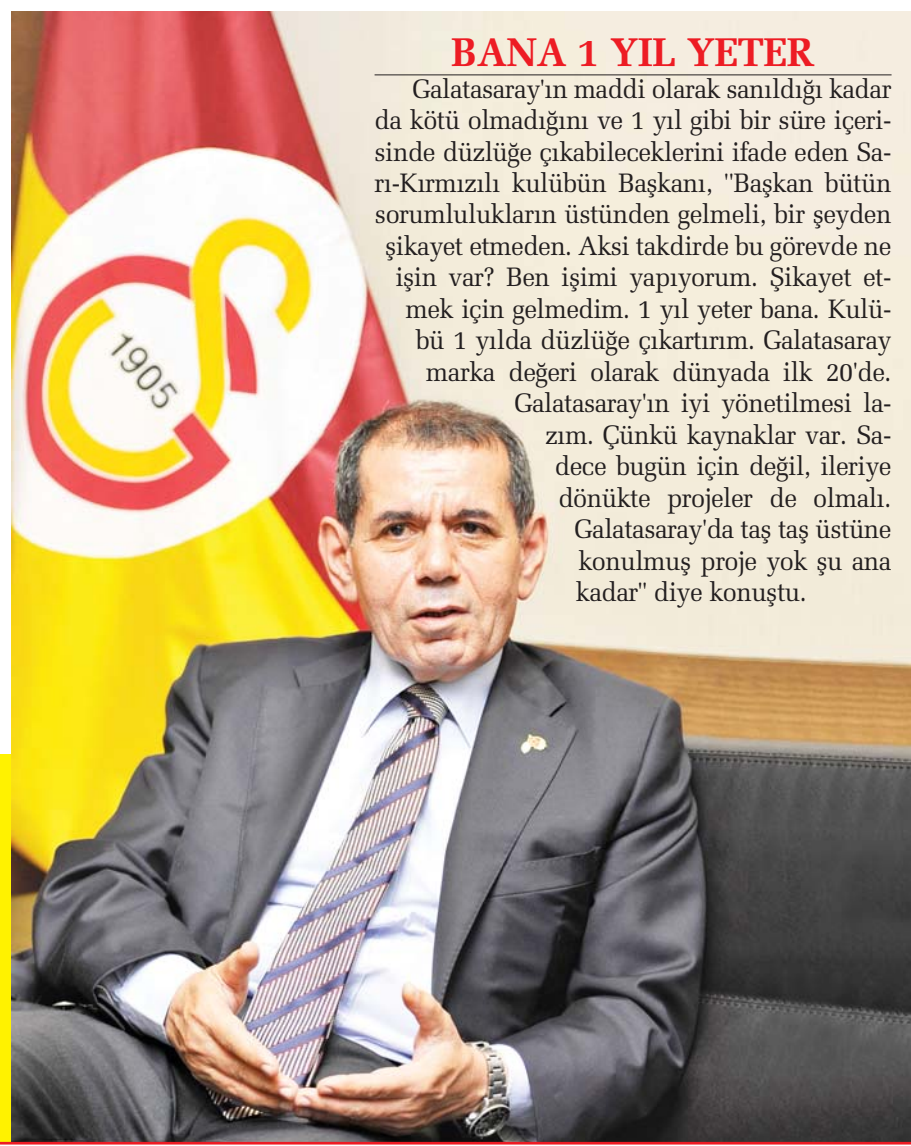 BANA 1 YIL YETER
Galatasaray'ın maddi olarak sanıldığı kadar
da kötü olmadığını ve 1 yıl gibi bir süre içeri-
sinde düzlüğe çıkabileceklerini ifade eden Sa-
rı-Kırmızılı kulübün Başkanı, "Başkan bütün
sorumlulukların üstünden gelmeli, bir şeyden
şikayet etmeden. Aksi takdirde bu görevde ne
işin var? Ben işimi yapıyorum. Şikayet et-
mek için gelmedim. 1 yıl yeter bana. Kulü-
bü 1 yılda düzlüğe çıkartırım. Galatasaray
marka değeri olarak dünyada ilk 20'de.
Galatasaray'ın iyi yönetilmesi la-
zım. Çünkü kaynaklar var. Sa-
dece bugün için değil, ileriye
dönükte projeler de olmalı.
Galatasaray'da taş taş üstüne
konulmuş proje yok şu ana
kadar" diye konuştu.
1905